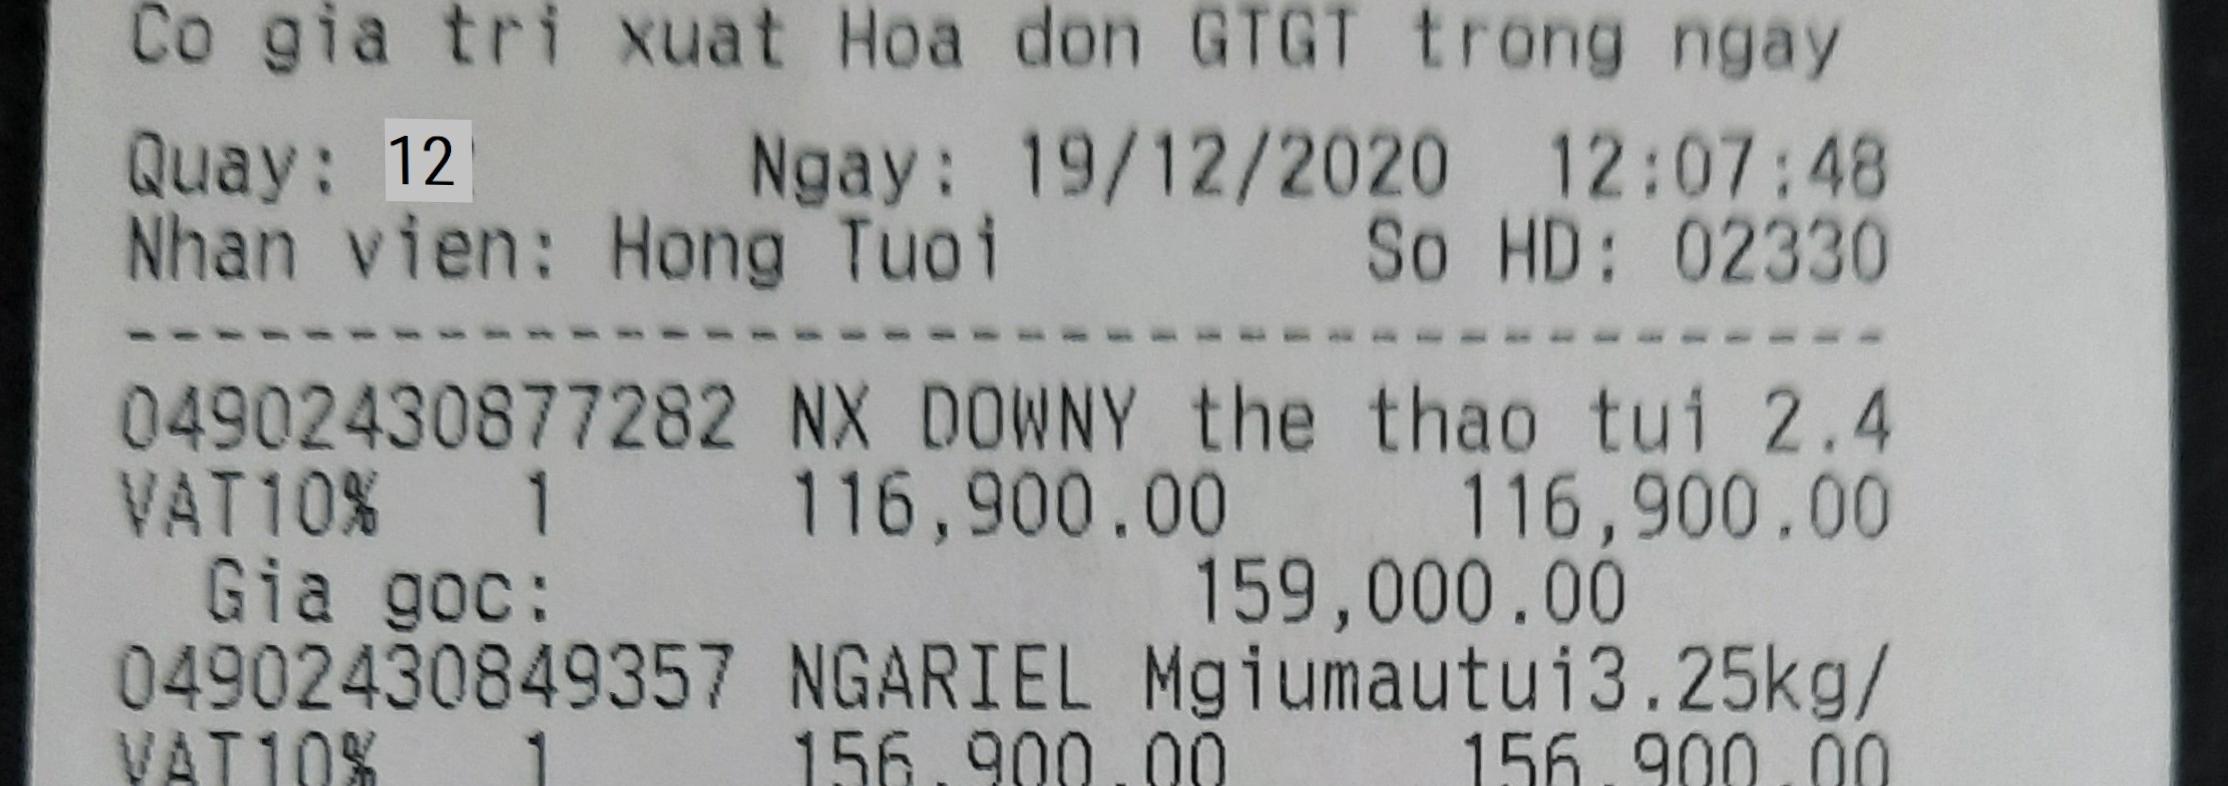 Co gia tri xuat Hoa don GTGT trong ngay
Quay: 12 Ngay: 19/12/2020 12:07:48
Nhan vien: Hong Tuoi So HD: 02330
--------------------------------
04902430877282 NX DOWNY the thao tui 2.4
VAT10% 1 116,900.00 116,900.00
Gia goc: 159,000.00
04902430849357 NGARIEL Mgiumautui3.25kg/
VAT10% 1 156,900.00 156,900.00